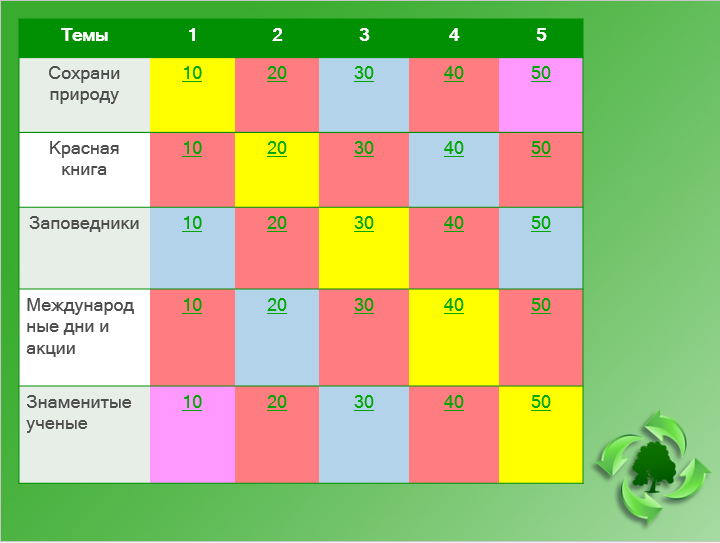 Темы 1 2 3 4 5
Сохрани 10 20 30 40 50
природу
Красная 10 20 30 40 50
книга
Заповедники 10 20 30 40 50
Международ 10 20 30 40 50
ные дни и
акции
Знаменитые 10 20 30 40 50
ученые